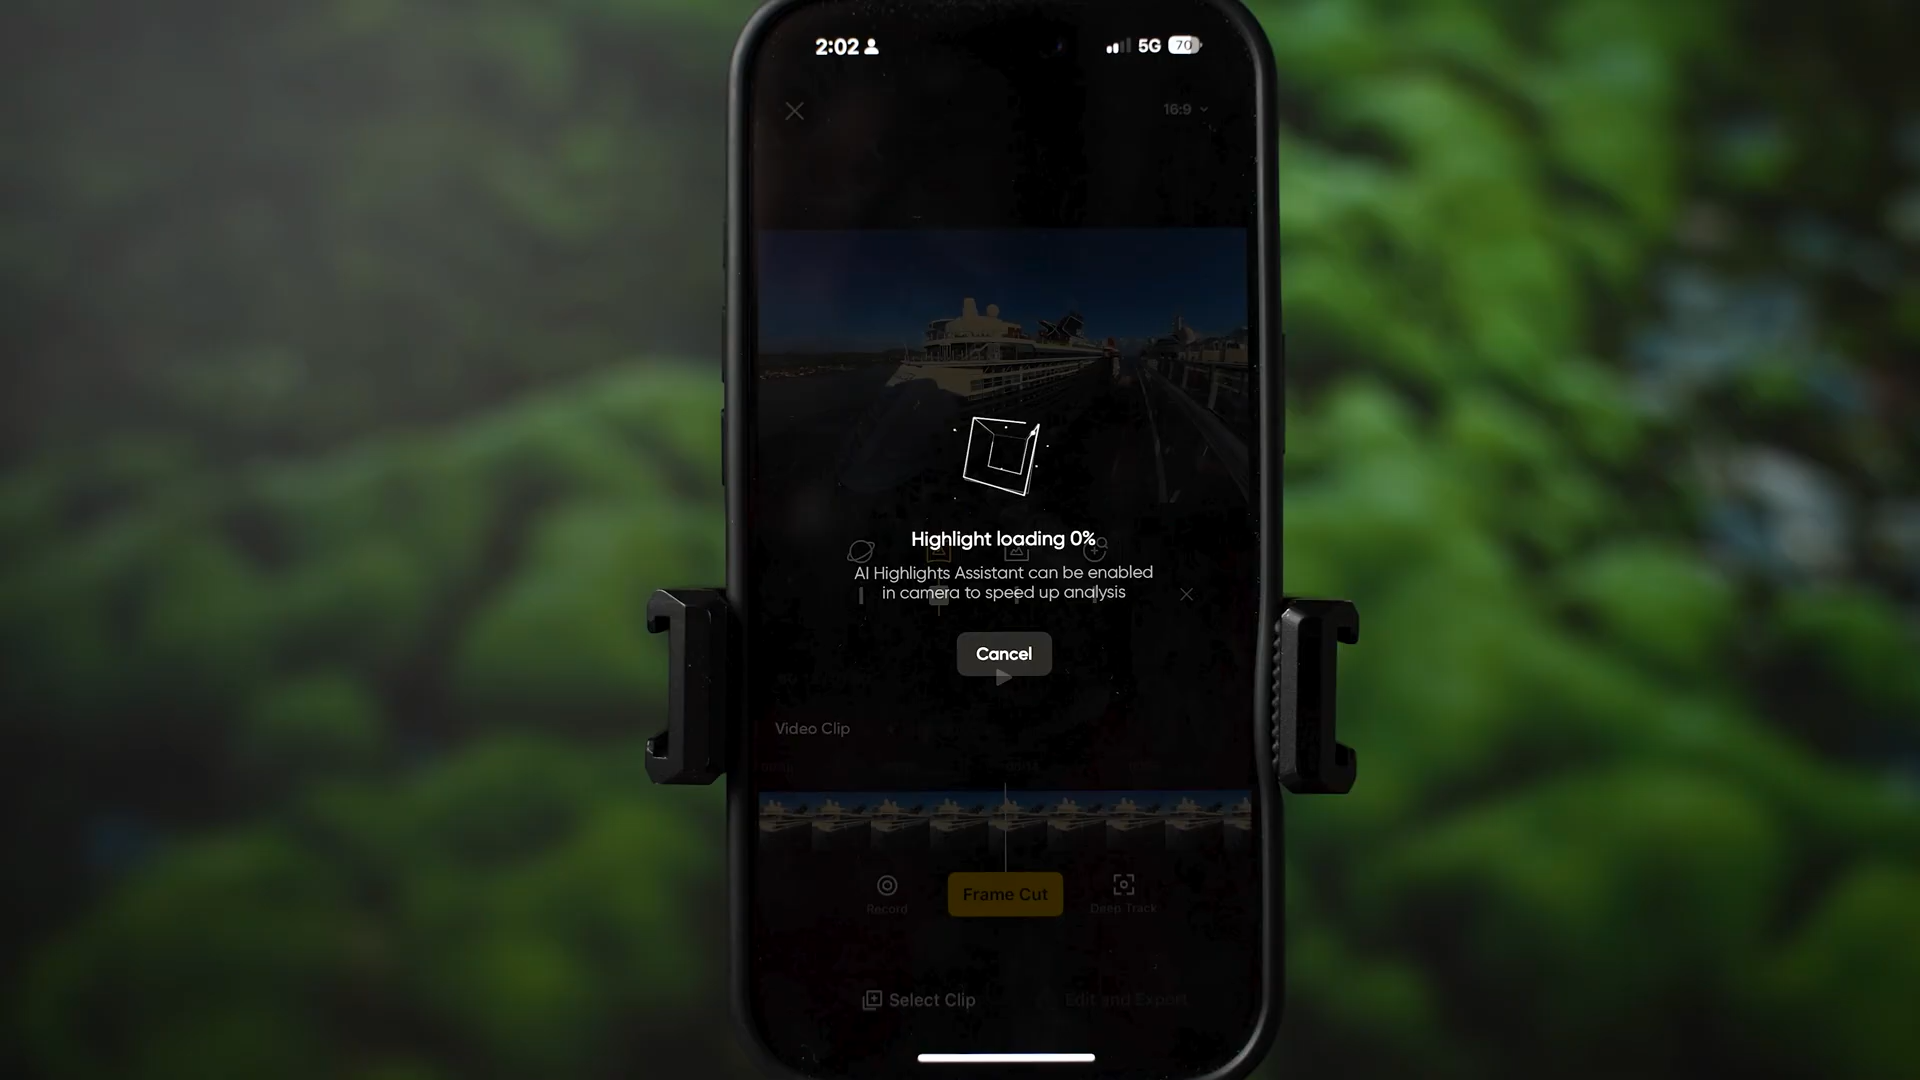 2:02
5G 70
16:9
Highlight loading 0%
AI Highlights Assistant can be enabled
in camera to speed up analysis
Cancel
Video Clip
Record
Frame Cut
Deep Track
Select Clip
Edit and Export